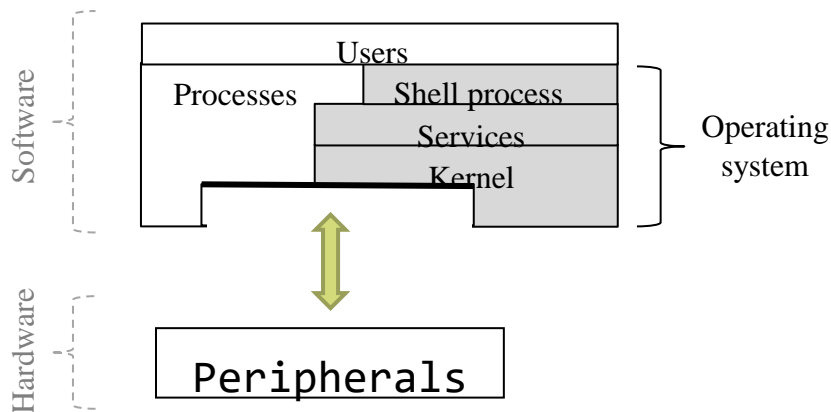 Software
Users
Processes
Shell process
Services
Kernel
Operating
system
Hardware
Peripherals